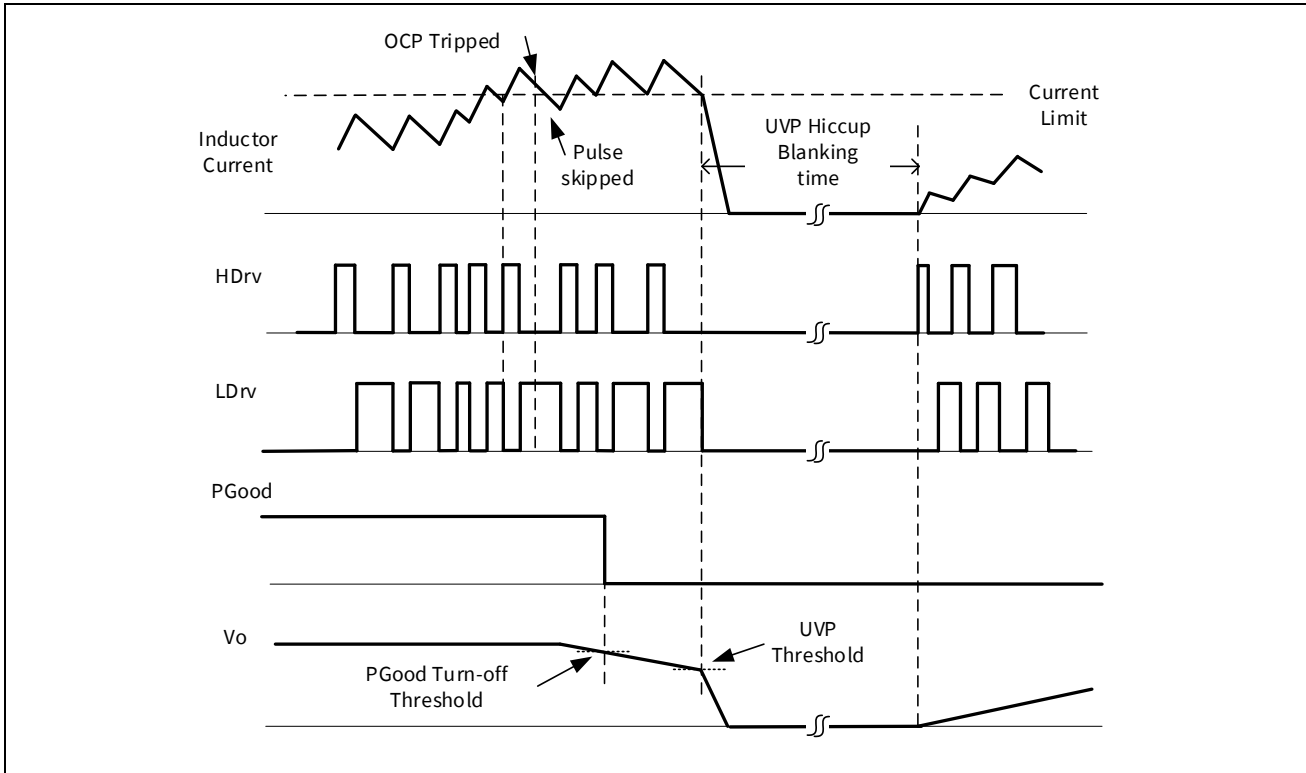 OCP Tripped
Current
Limit
UVP Hiccup
Blanking
time
Inductor
Current
Pulse
skipped
HDrv
LDrv
PGood
Vo
UVP
Threshold
PGood Turn-off
Threshold